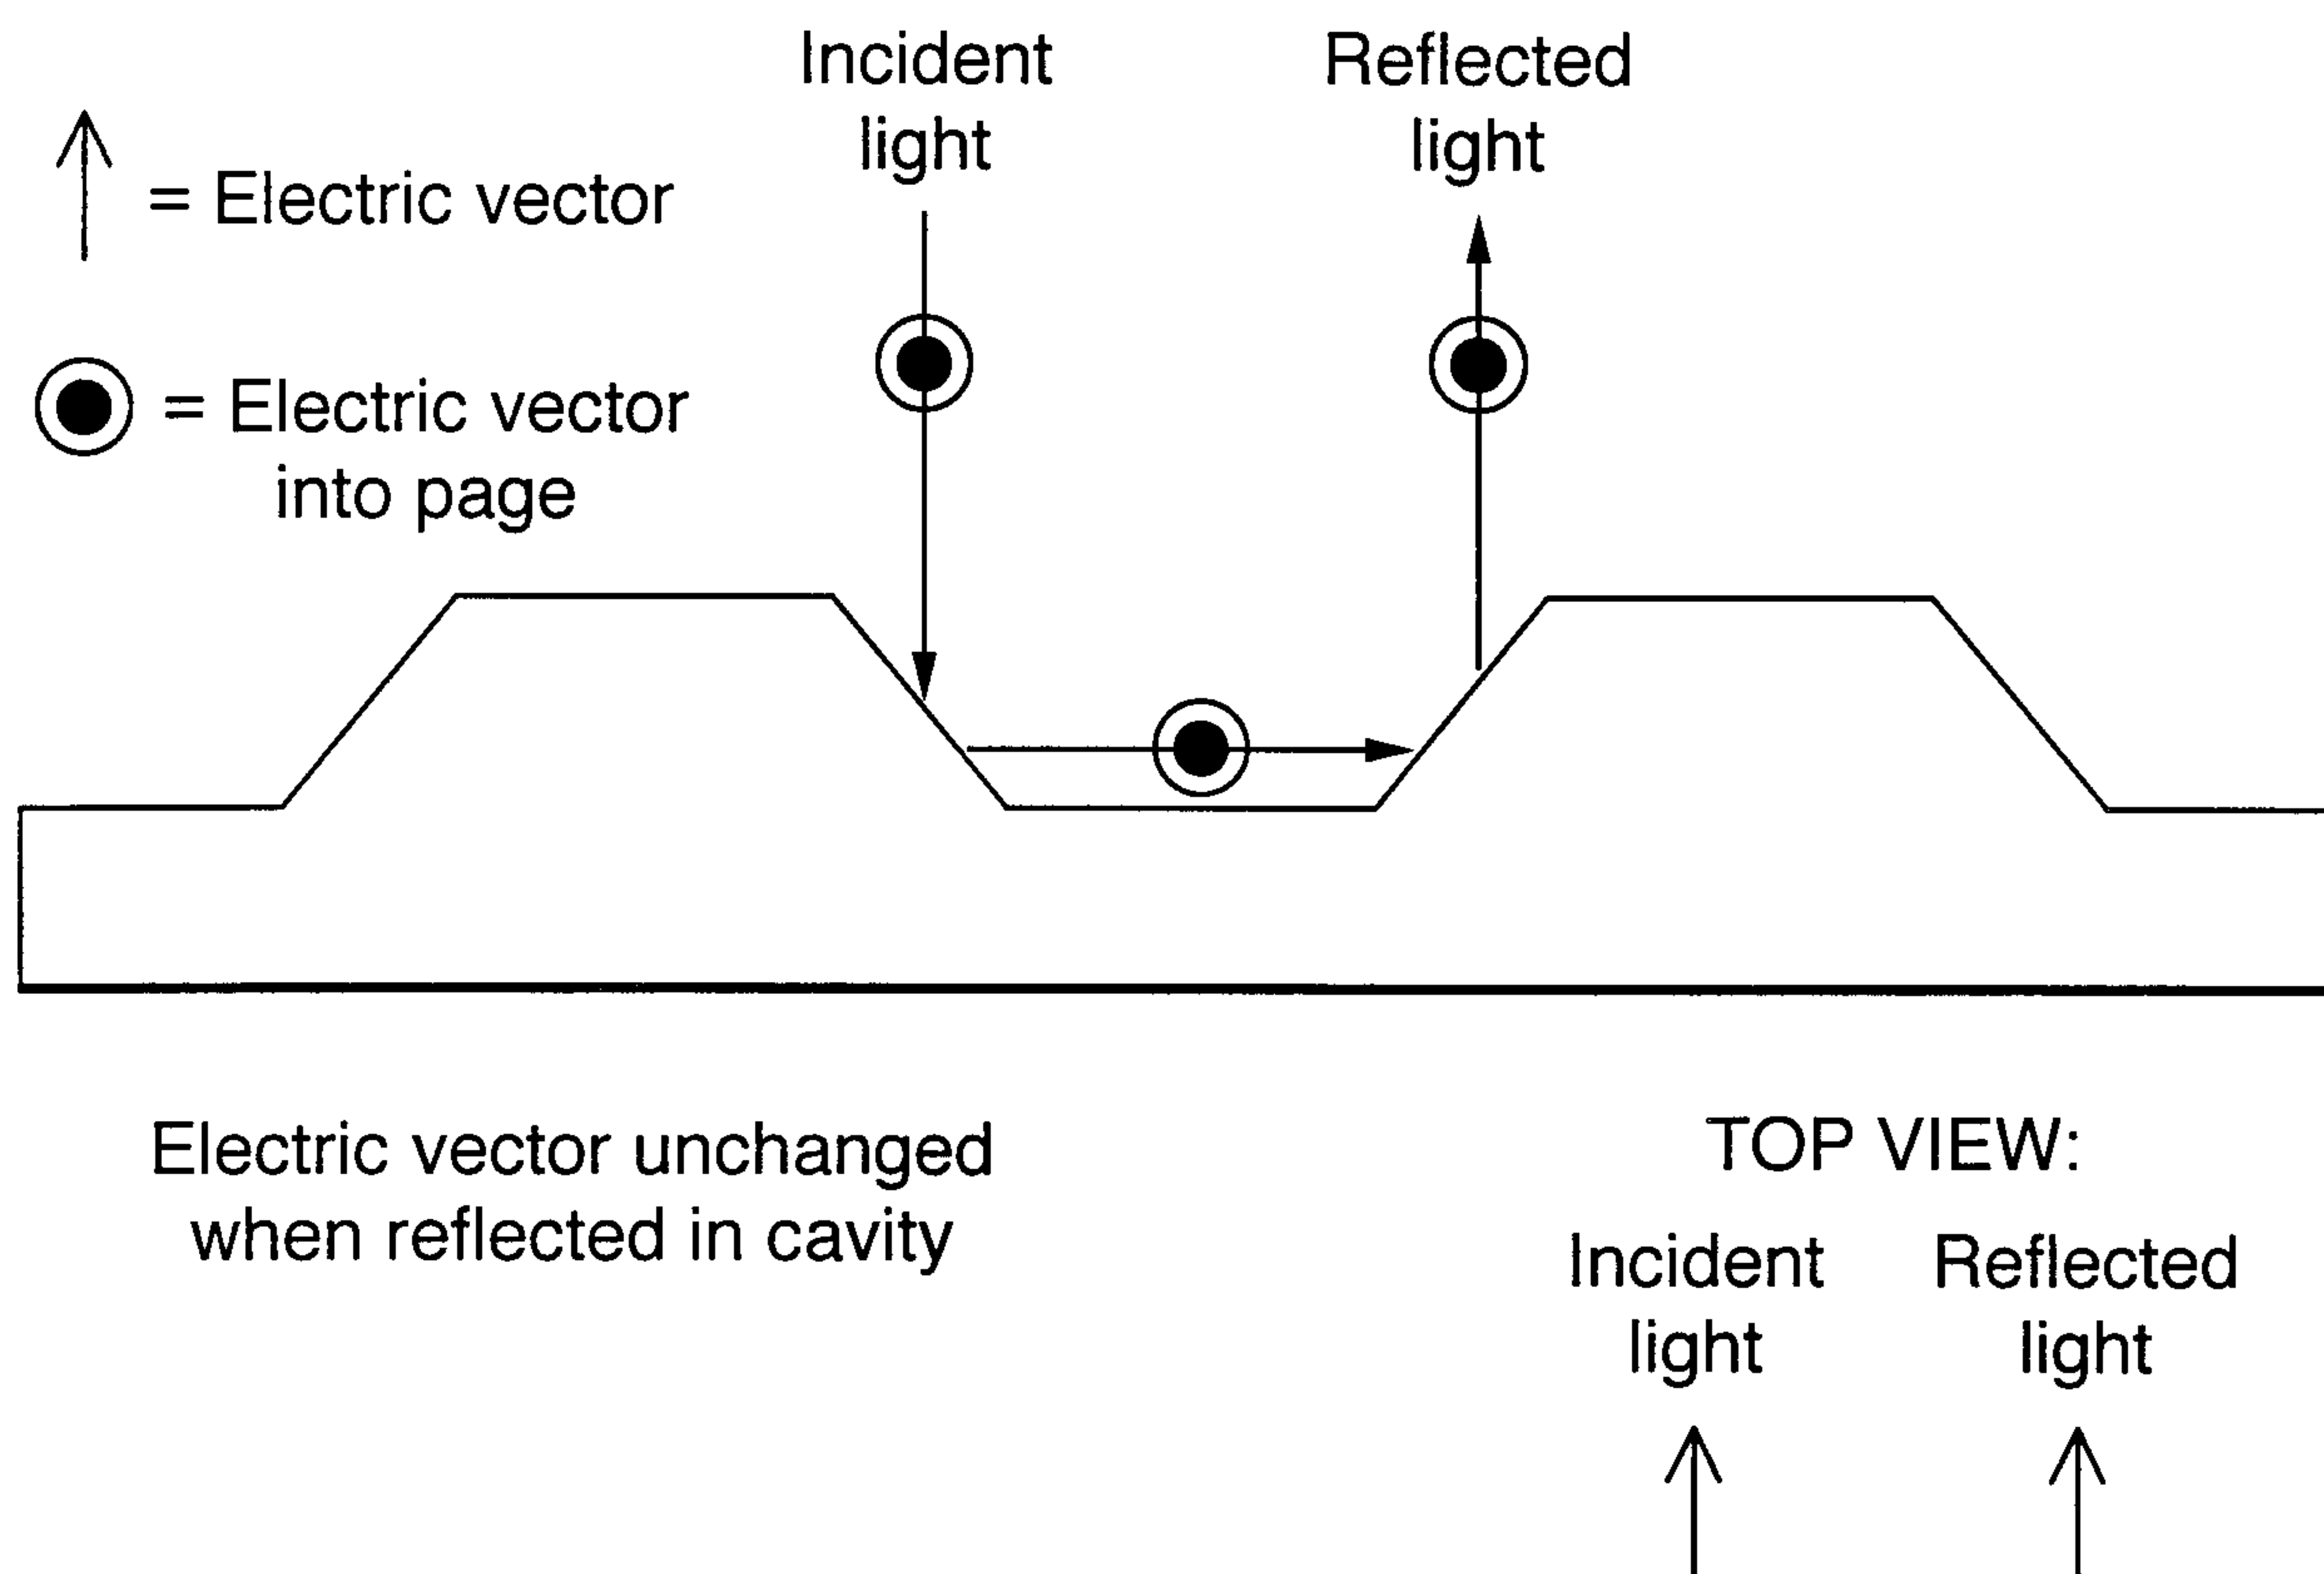 Incident
light
Reflected
light
= Electric vector
= Electric vector
into page
Electric vector unchanged
when reflected in cavity
TOP VIEW:
Incident
light
Reflected
light